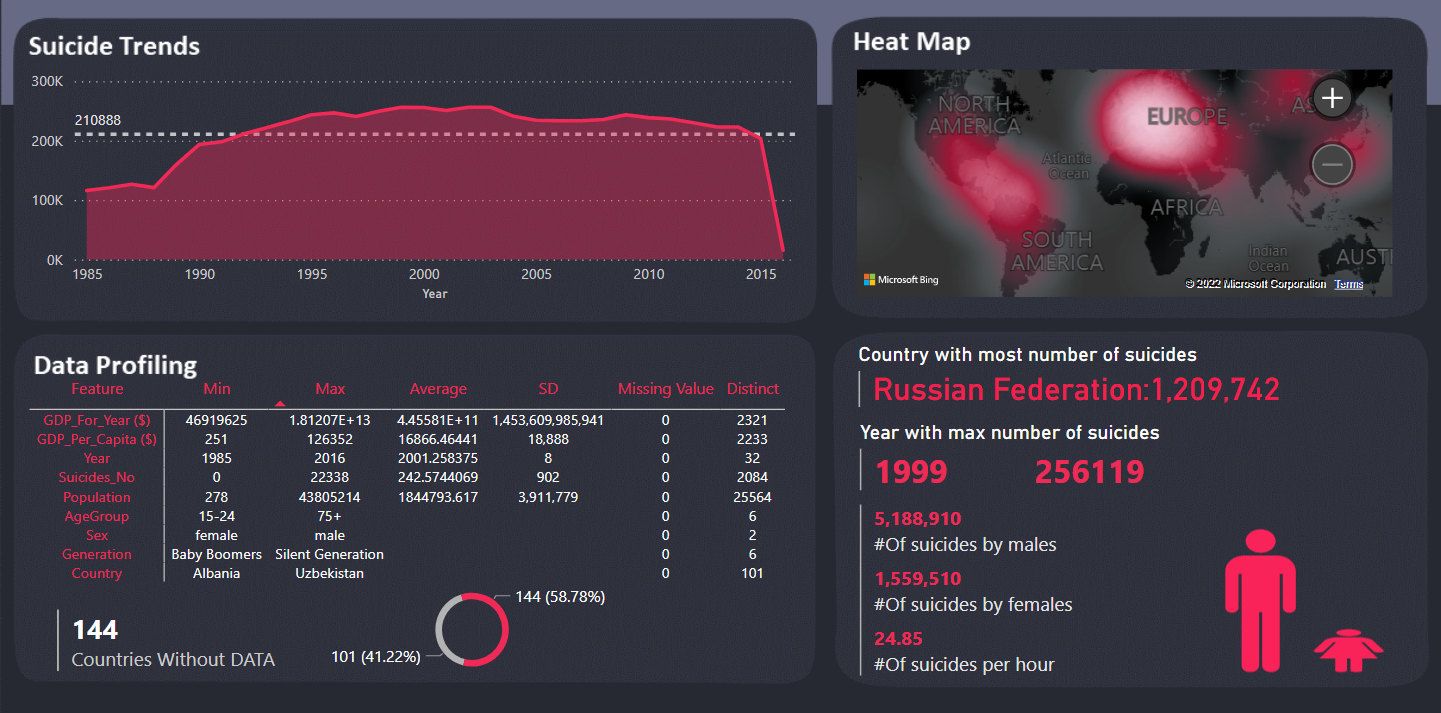 Suicide Trends
300K
210888
200K
100K
0K
1985 1990 1995 2000 2005 2010 2015
Year
Heat Map
NORTH
AMERICA
EUROPE
AS
Atlantic
Ocean
AFRICA
SOUTH
AMERICA
Indian
Ocean
AUST
Microsoft Bing
© 2022 Microsoft Corporation Terms
Data Profiling
Feature Min Max Average SD Missing Value Distinct
GDP_For_Year ($) 46919625 1.81207E+13 4.45581E+11 1,453,609,985,941 0 2321
GDP_Per_Capita ($) 251 126352 16866.46441 18,888 0 2233
Year 1985 2016 2001.258375 8 0 32
Suicides_No 0 22338 242.5744069 902 0 2084
Population 278 43805214 1844793.617 3,911,779 0 25564
AgeGroup 15-24 75+ 0 6
Sex female male 0 2
Generation Baby Boomers Silent Generation 0 6
Country Albania Uzbekistan 0 101
144
Countries Without DATA
144 (58.78%)
101 (41.22%)
Country with most number of suicides
Russian Federation:1,209,742
Year with max number of suicides
1999 256119
5,188,910
#Of suicides by males
1,559,510
#Of suicides by females
24.85
#Of suicides per hour